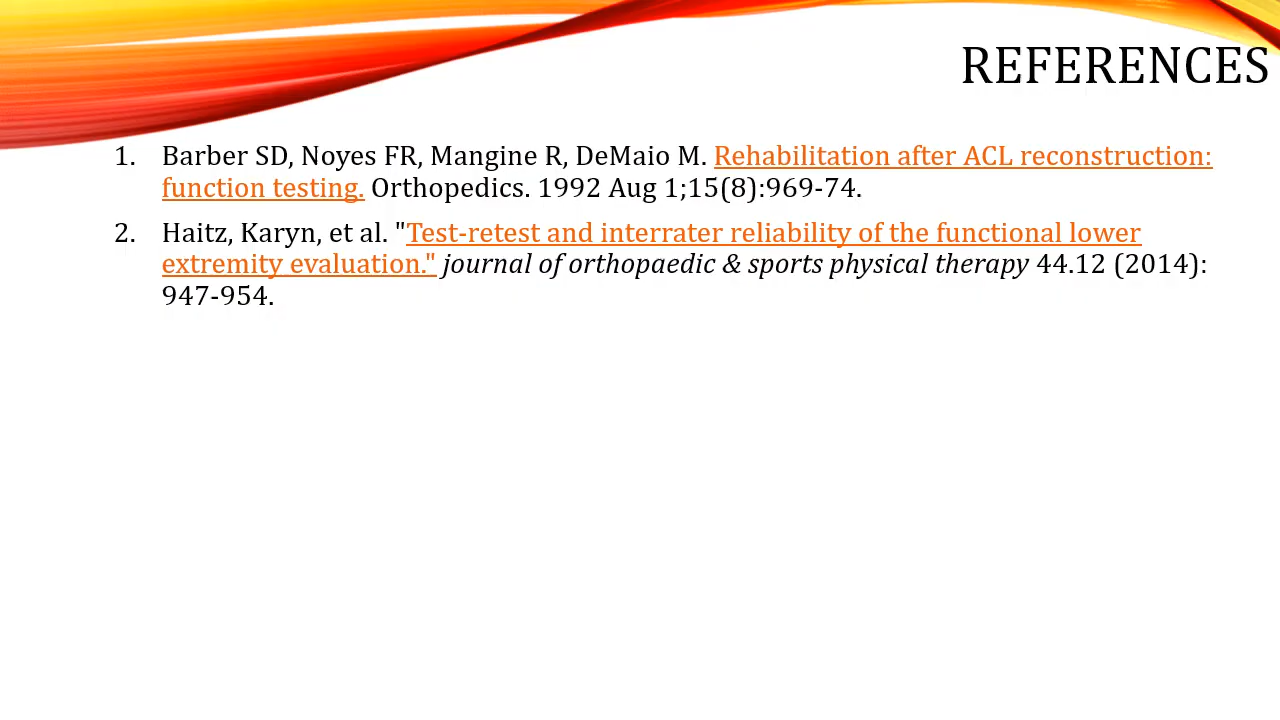 REFERENCES
1. Barber SD, Noyes FR, Mangine R, DeMaio M. Rehabilitation after ACL reconstruction:
function testing. Orthopedics. 1992 Aug 1;15(8):969-74.
2. Haitz, Karyn, et al. "Test-retest and interrater reliability of the functional lower
extremity evaluation." journal of orthopaedic & sports physical therapy 44.12 (2014):
947-954.